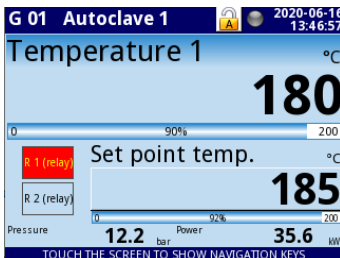 G 01 Autoclave 1
A
2020-06-16
13:46:57
Temperature 1
°C
180
0 90% 200
R 1 (relay)
Set point temp.
°C
185
R 2 (relay)
0 92% 200
Pressure 12.2 bar Power 35.6 kW
TOUCH THE SCREEN TO SHOW NAVIGATION KEYS